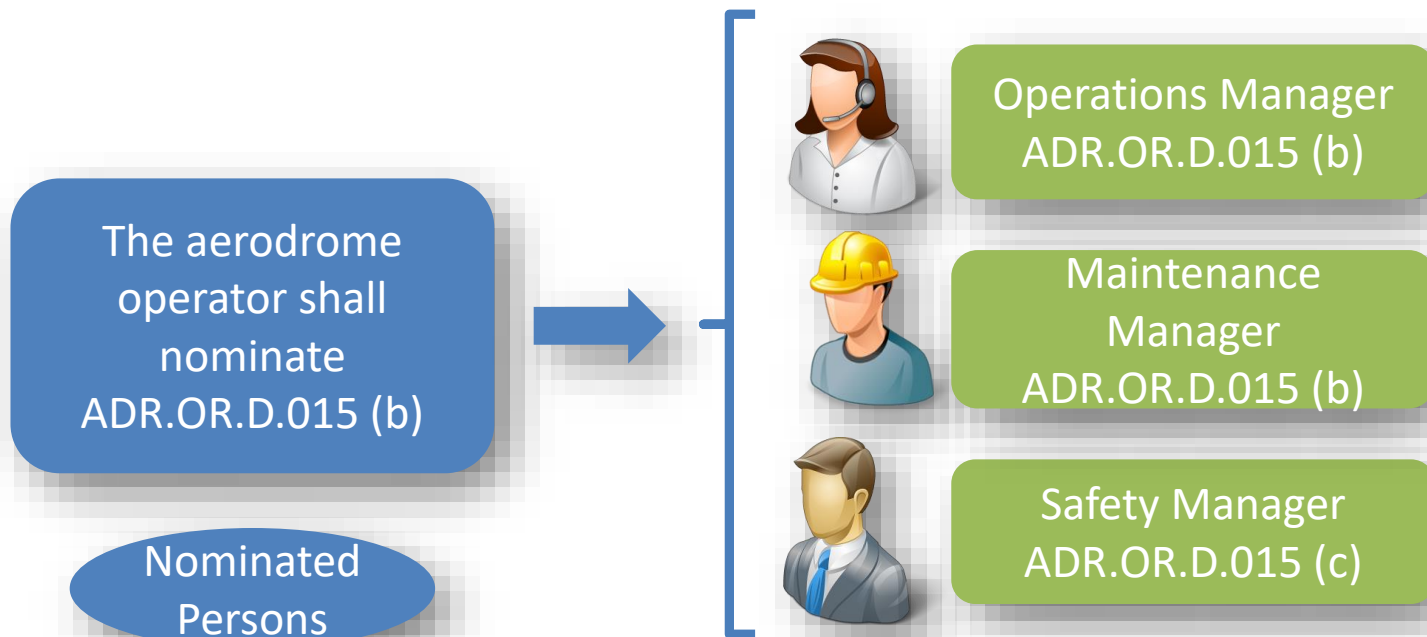 The aerodrome
operator shall
nominate
ADR.OR.D.015 (b)
Nominated
Persons
Operations Manager
ADR.OR.D.015 (b)
Maintenance
Manager
ADR.OR.D.015 (b)
Safety Manager
ADR.OR.D.015 (c)